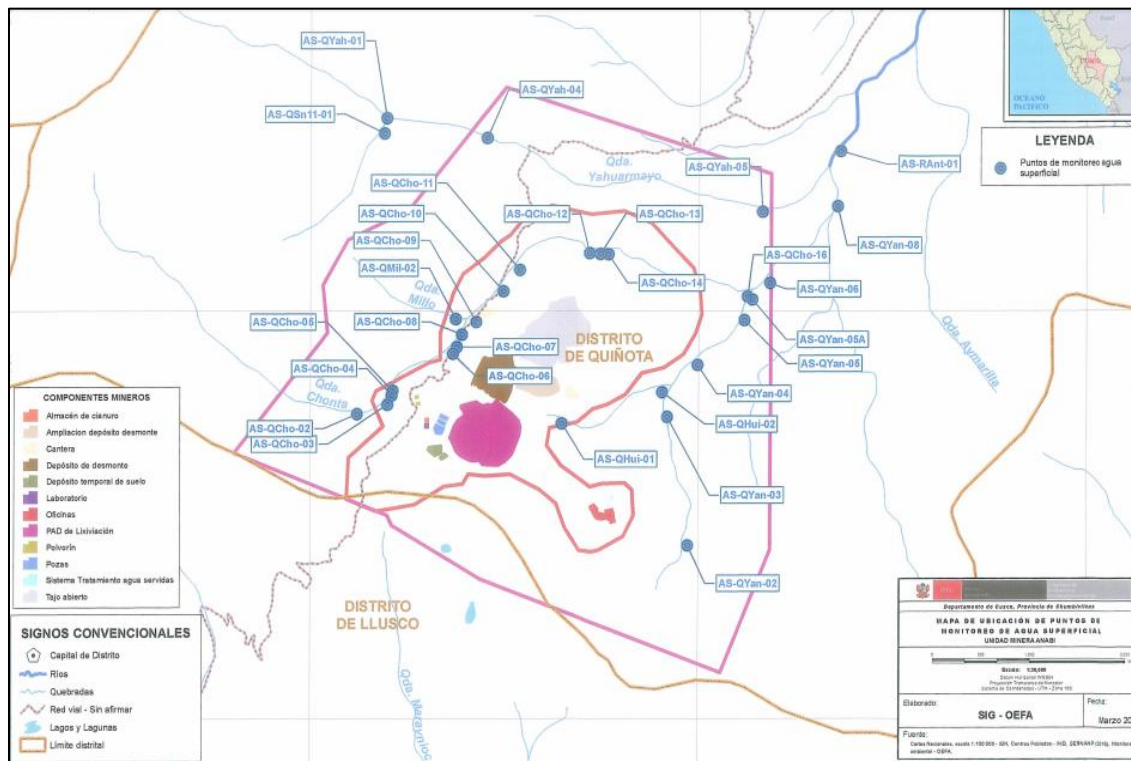 AS-QYah-01
AS-QYah-04
AS-QSn11-01
OCEANO
PACIFICO
LEYENDA
Puntos de monitoreo agua
superficial
AS-RAnt-01
Qda.
Yahuarmayo
AS-QYah-05
AS-QCho-11
AS-QCho-10
AS-QCho-12
AS-QCho-13
AS-QCho-09
AS-QYan-08
AS-QCho-16
AS-QMil-02
AS-QCho-14
AS-QYan-06
Qda.
Millo
AS-QCho-05
AS-QCho-08
DISTRITO
DE QUIÑOTA
AS-QYan-05A
Qda. Aymarilla
AS-QCho-07
AS-QYan-05
AS-QCho-04
AS-QCho-06
Qda.
Chonta
AS-QYan-04
AS-QCho-02
AS-QHui-02
AS-QCho-03
AS-QHui-01
AS-QYan-03
AS-QYan-02
COMPONENTES MINEROS
Almacén de cianuro
Ampliacion depósito desmonte
Cantera
Depósito de desmonte
Depósito temporal de suelo
Laboratorio
Oficinas
PAD de Lixiviación
Polvorín
Pozas
Sistema Tratamiento agua servidas
Tajo abierto
DISTRITO
DE LLUSCO
SIGNOS CONVENCIONALES
Capital de Distrito
Ríos
Quebradas
Red vial - Sin afirmar
Lagos y Lagunas
Límite distrital
MAPA DE UBICACIÓN DE PUNTOS DE
MONITOREO DE AGUA SUPERFICIAL
UNIDAD MINERA ANABI
Elaborado:
SIG - OEFA
Fecha:
Marzo 20
Fuente: